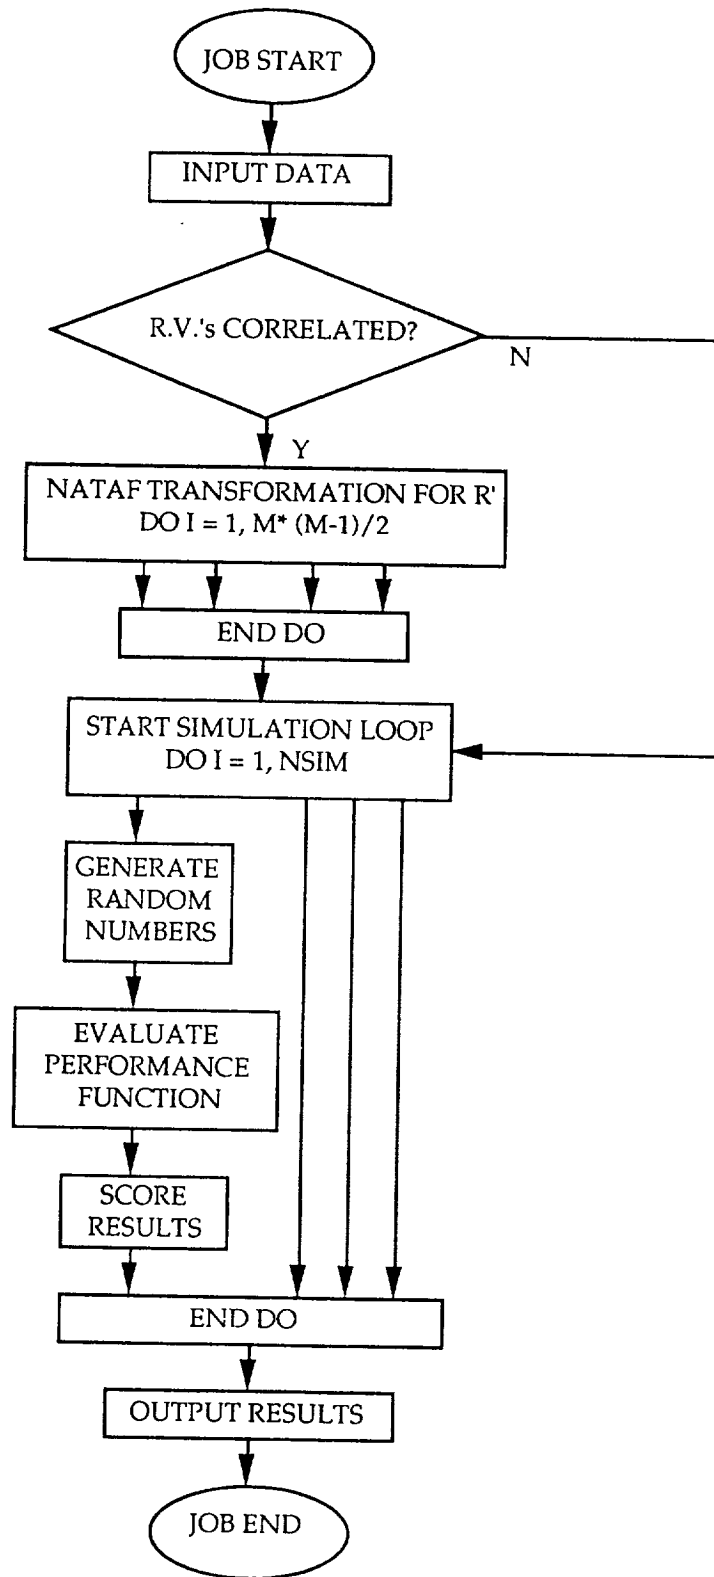 JOB START
INPUT DATA
R.V.'s CORRELATED?
N
Y
NATAF TRANSFORMATION FOR R'
DO I = 1, M* (M-1)/2
END DO
START SIMULATION LOOP
DO I = 1, NSIM
GENERATE
RANDOM
NUMBERS
EVALUATE
PERFORMANCE
FUNCTION
SCORE
RESULTS
END DO
OUTPUT RESULTS
JOB END